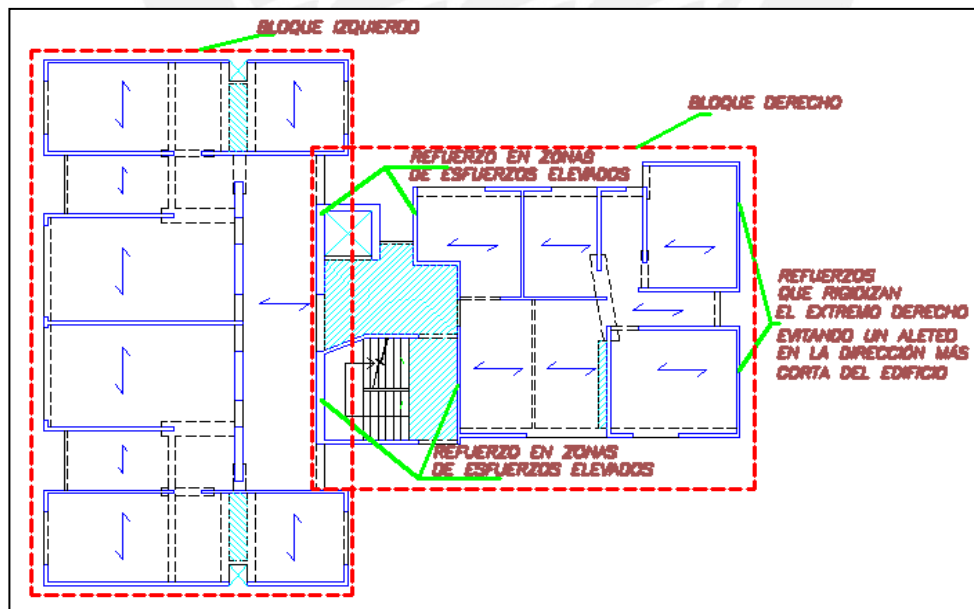 BLOQUE IZQUIERDO
BLOQUE DERECHO
REFUERZO EN ZONAS
DE ESFUERZOS ELEVADOS
REFUERZOS
QUE RIGIDIZAN
EL EXTREMO DERECHO
EVITANDO UN ALETEO
EN LA DIRECCIÓN MÁS
CORTA DEL EDIFICIO
REFUERZO EN ZONAS
DE ESFUERZOS ELEVADOS